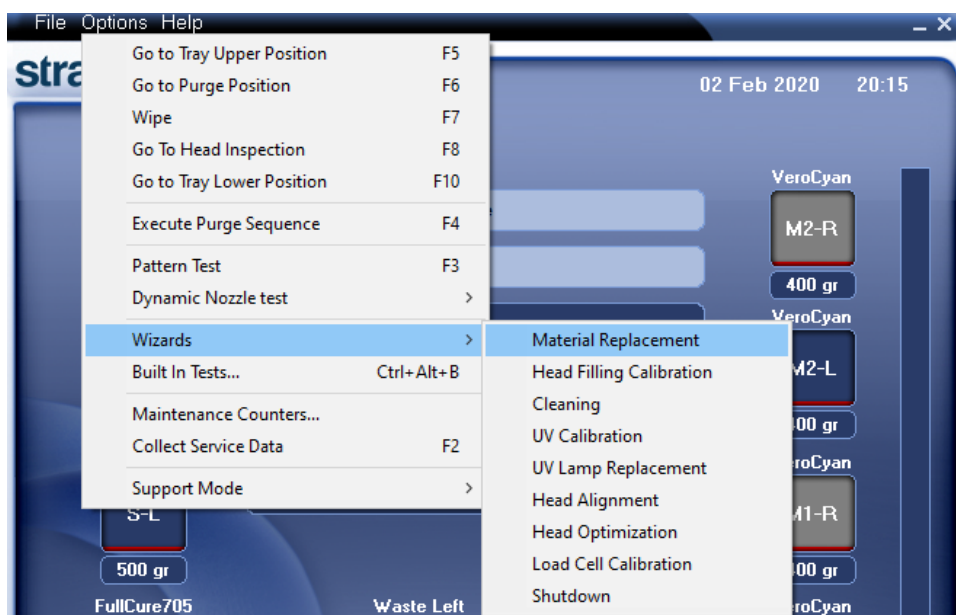 File Options Help
stra
02 Feb 2020 20:15
Go to Tray Upper Position F5
Go to Purge Position F6
Wipe F7
Go To Head Inspection F8
Go to Tray Lower Position F10
Execute Purge Sequence F4
Pattern Test F3
Dynamic Nozzle test >
Wizards >
Built In Tests... Ctrl+Alt+B
Maintenance Counters...
Collect Service Data F2
Support Mode >
Material Replacement
Head Filling Calibration
Cleaning
UV Calibration
UV Lamp Replacement
Head Alignment
Head Optimization
Load Cell Calibration
Shutdown
VeroCyan
M2-R
400 gr
VeroCyan
M2-L
00 gr
roCyan
M1-R
00 gr
roCyan
S-L
500 gr
FullCure705
Waste Left